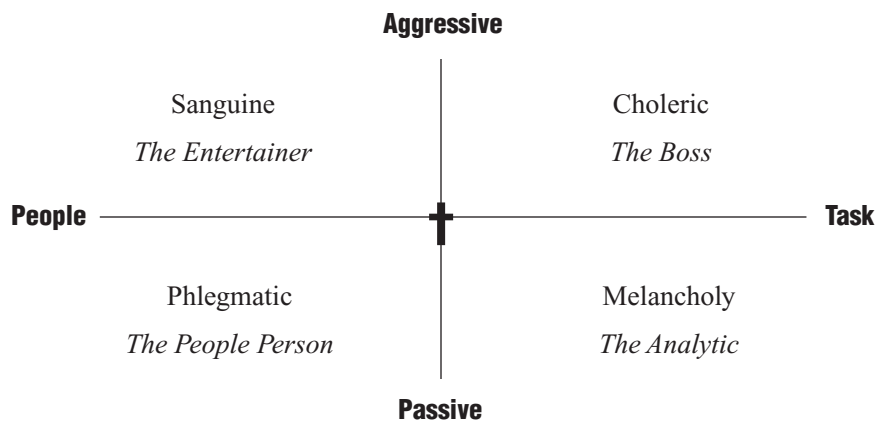 Aggressive
Sanguine
The Entertainer
Choleric
The Boss
People
Task
Phlegmatic
The People Person
Melancholy
The Analytic
Passive